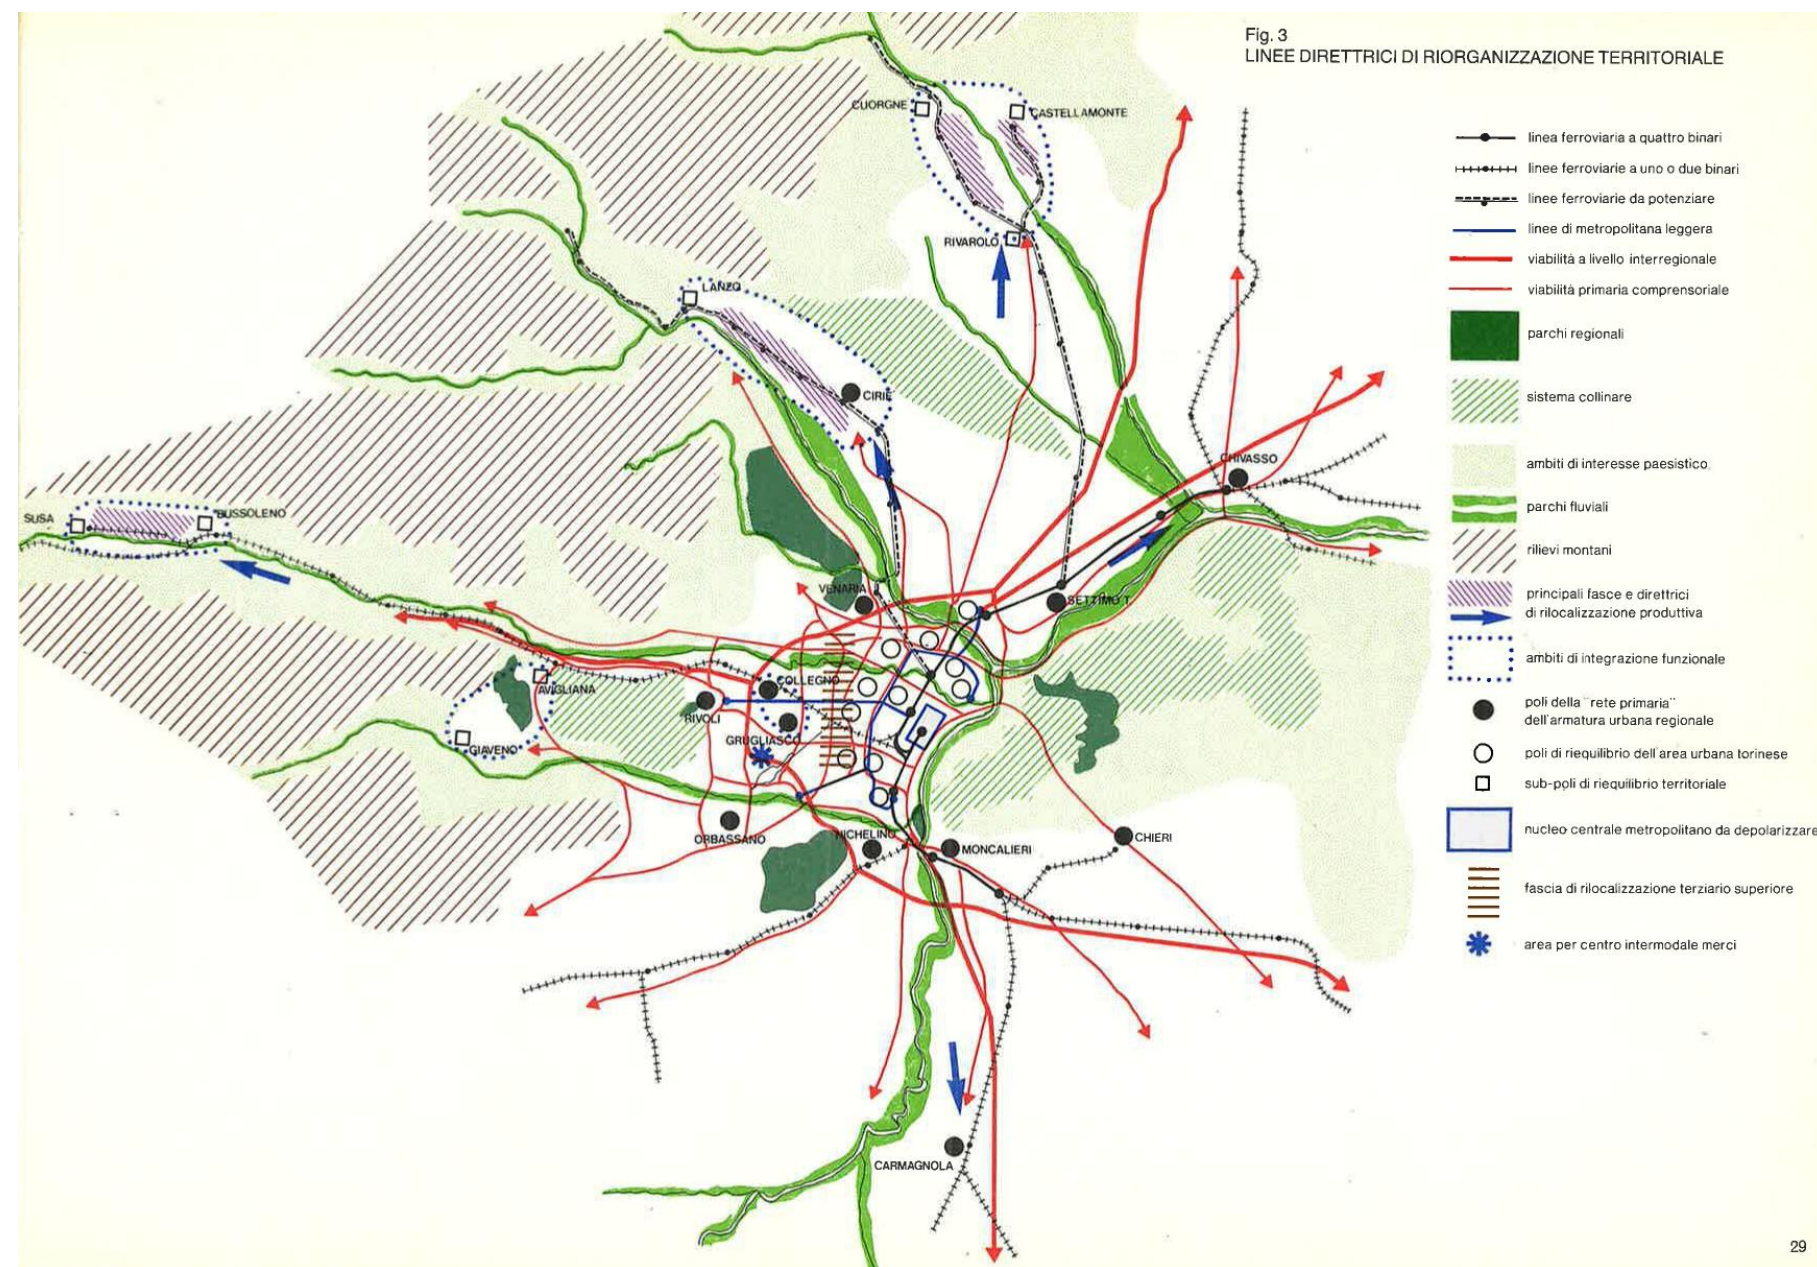 Fig. 3
LINEE DIRETTRICI DI RIORGANIZZAZIONE TERRITORIALE
linea ferroviaria a quattro binari
linee ferroviarie a uno o due binari
linee ferroviarie da potenziare
linee di metropolitana leggera
viabilità a livello interregionale
viabilità primaria comprensoriale
parchi regionali
sistema collinare
ambiti di interesse paesistico
parchi fluviali
rilievi montani
principali fasce e direttrici
di rilocalizzazione produttiva
ambiti di integrazione funzionale
poli della "rete primaria"
dell'armatura urbana regionale
poli di riequilibrio dell'area urbana torinese
sub-poli di riequilibrio territoriale
nucleo centrale metropolitano da depolarizzare
fascia di rilocalizzazione terziario superiore
area per centro intermodale merci
CUORGNE
CASTELLAMONTE
RIVAROLO
LANZO
CIRIE
CHIVASSO
SUSA
BUSSOLENO
VENARIA
SETTIMO T.
AVIGLIANA
COLLEGNO
RIVOLI
GRUGLIASCO
GIAVENO
ORBASSANO
NICHELINO
MONCALIERI
CHIERI
CARMAGNOLA
29